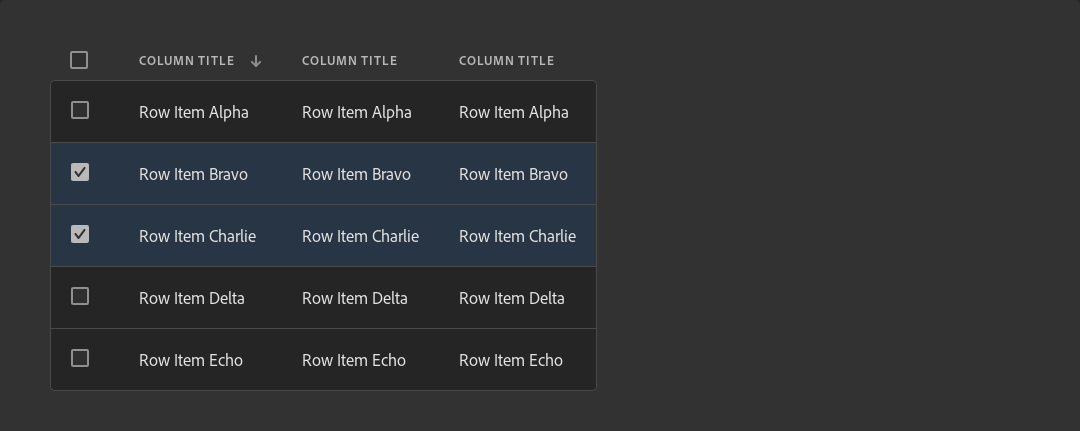 COLUMN TITLE COLUMN TITLE COLUMN TITLE
Row Item Alpha Row Item Alpha Row Item Alpha
Row Item Bravo Row Item Bravo Row Item Bravo
Row Item Charlie Row Item Charlie Row Item Charlie
Row Item Delta Row Item Delta Row Item Delta
Row Item Echo Row Item Echo Row Item Echo